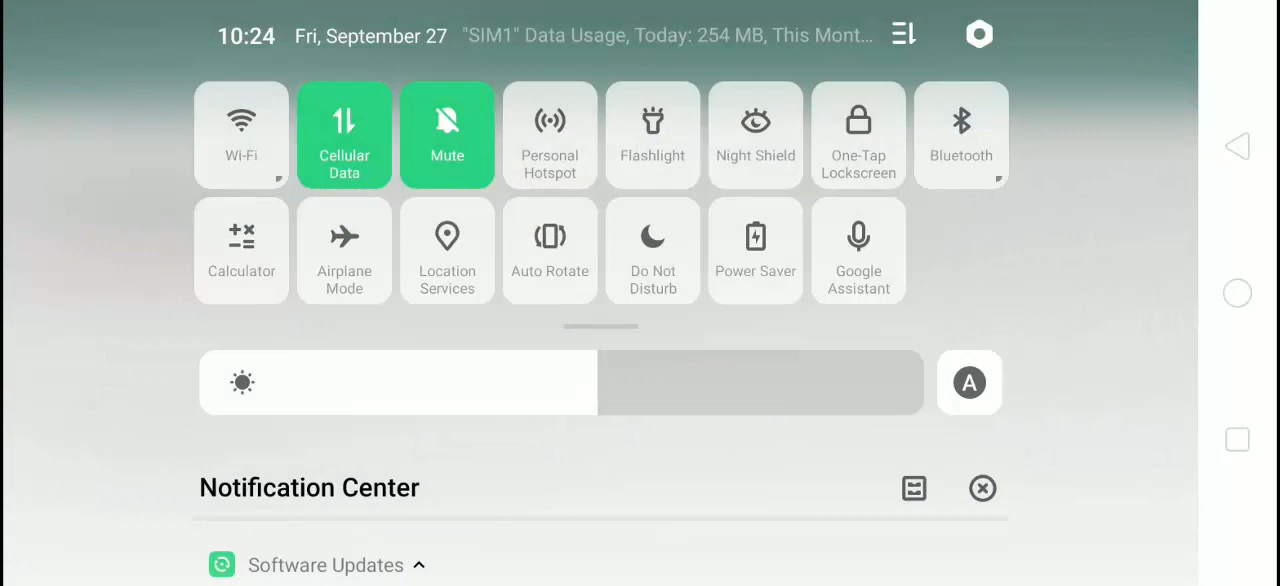 10:24 Fri, September 27 "SIM1" Data Usage, Today: 254 MB, This Mont...
Wi-Fi
Cellular
Data
Mute
Personal
Hotspot
Flashlight
Night Shield
One-Tap
Lockscreen
Bluetooth
Calculator
Airplane
Mode
Location
Services
Auto Rotate
Do Not
Disturb
Power Saver
Google
Assistant
A
Notification Center
Software Updates